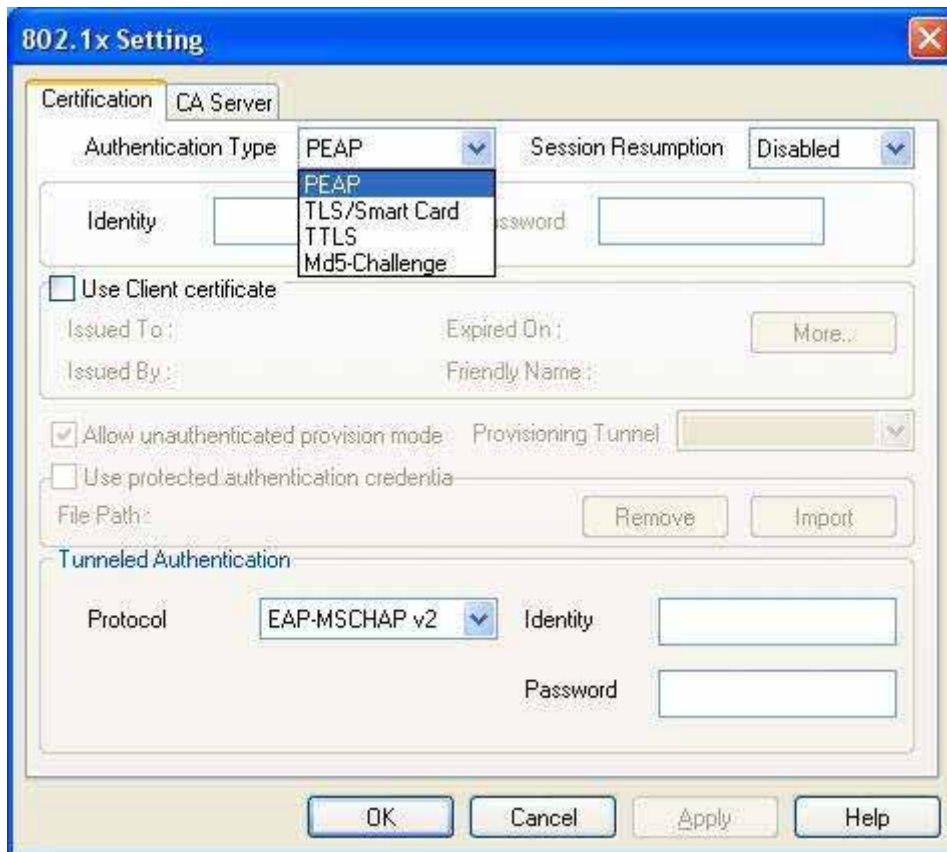 802.1x Setting
Certification CA Server
Authentication Type PEAP Session Resumption Disabled
PEAP
TLS/Smart Card
TTLS
Md5-Challenge
Identity ssword
Use Client certificate
Issued To : Expired On : More..
Issued By : Friendly Name :
Allow unauthenticated provision mode Provisioning Tunnel
Use protected authentication credentia
File Path : Remove Import
Tunneled Authentication
Protocol EAP-MSCHAP v2 Identity
Password
OK Cancel Apply Help